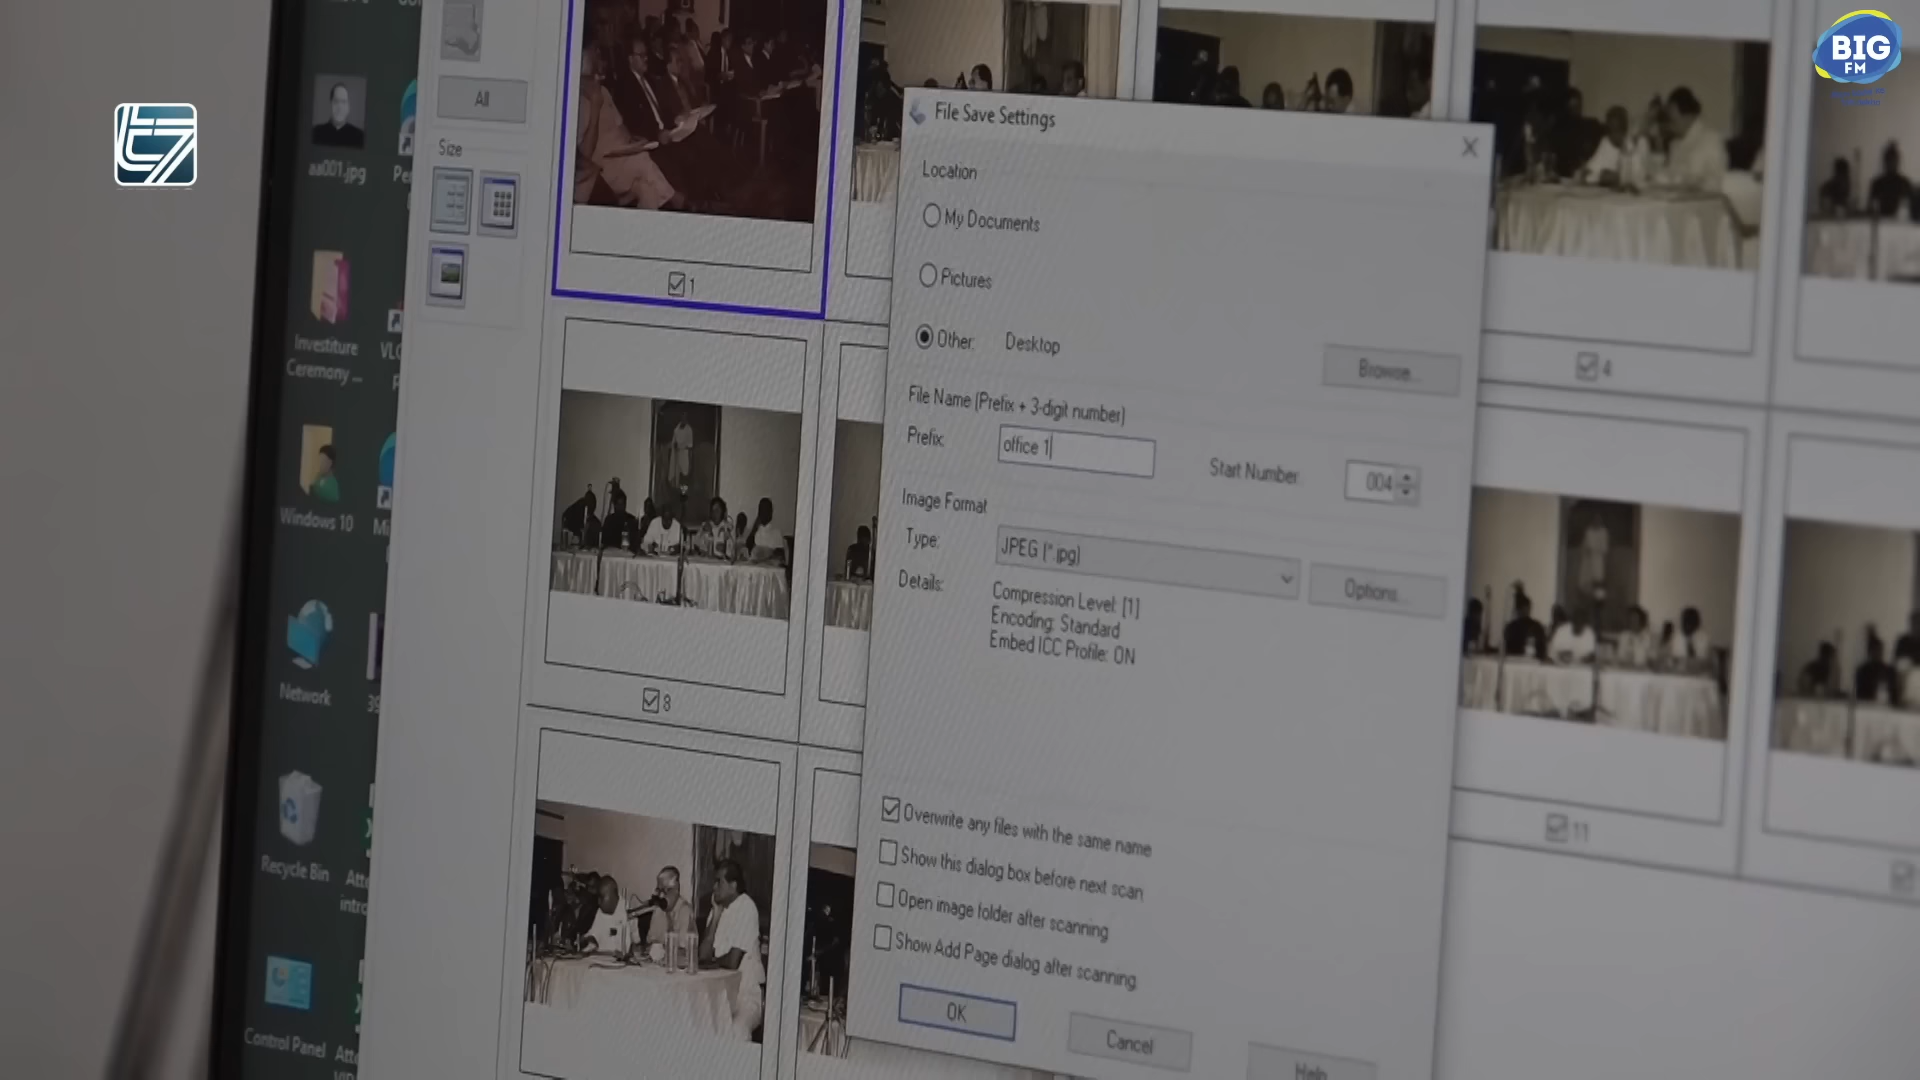 BIG
FM
All
Size
aa001.jpg
Investiture
Ceremony ...
Windows 10
Network
Recycle Bin
Control Panel
1
4
8
11
File Save Settings
Location
My Documents
Pictures
Other: Desktop
Browse...
File Name (Prefix + 3-digit number)
Prefix: office 1
Start Number: 004
Image Format
Type: JPEG (*.jpg)
Options...
Details: Compression Level: [1]
Encoding: Standard
Embed ICC Profile: ON
Overwrite any files with the same name
Show this dialog box before next scan
Open image folder after scanning
Show Add Page dialog after scanning
OK
Cancel
Help